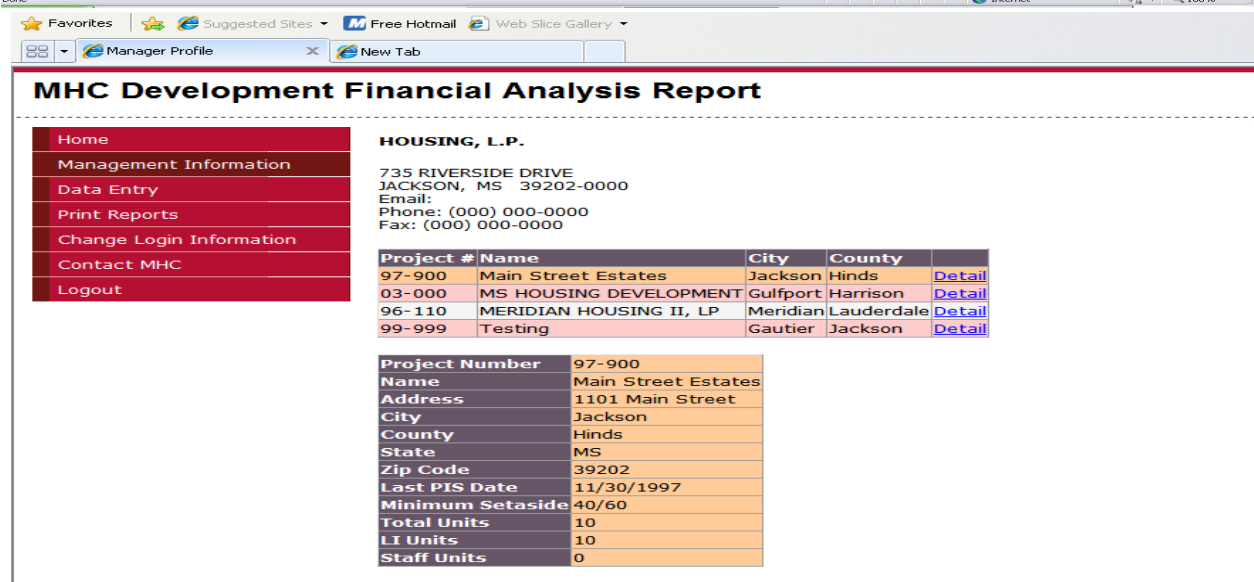 Favorites Suggested Sites Free Hotmail Web Slice Gallery
Manager Profile New Tab
MHC Development Financial Analysis Report
Home
Management Information
Data Entry
Print Reports
Change Login Information
Contact MHC
Logout
HOUSING, L.P.
735 RIVERSIDE DRIVE
JACKSON, MS 39202-0000
Email:
Phone: (000) 000-0000
Fax: (000) 000-0000
Project # Name City County
97-900 Main Street Estates Jackson Hinds Detail
03-000 MS HOUSING DEVELOPMENT Gulfport Harrison Detail
96-110 MERIDIAN HOUSING II, LP Meridian Lauderdale Detail
99-999 Testing Gautier Jackson Detail
Project Number 97-900
Name Main Street Estates
Address 1101 Main Street
City Jackson
County Hinds
State MS
Zip Code 39202
Last PIS Date 11/30/1997
Minimum Setaside 40/60
Total Units 10
LI Units 10
Staff Units 0